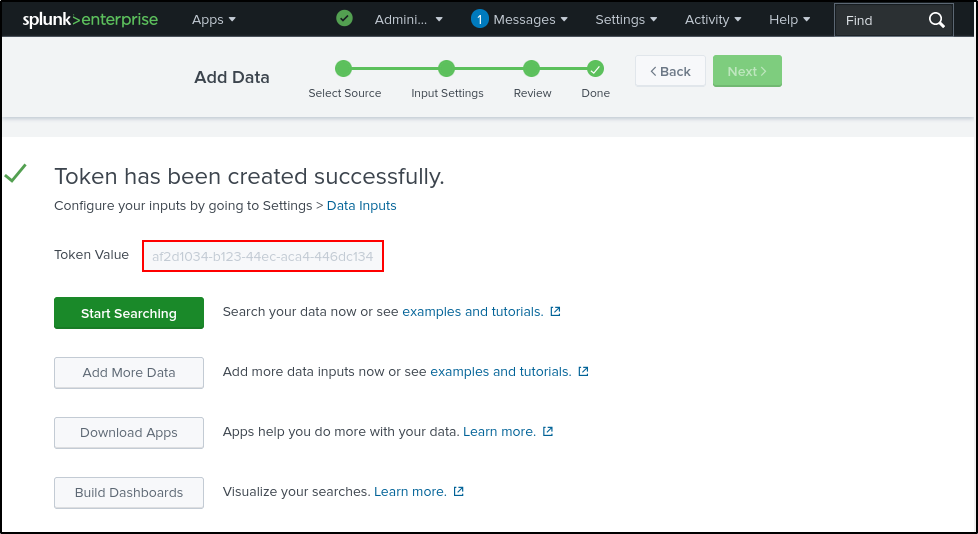 splunk>enterprise Apps Admini... 1 Messages Settings Activity Help Find
Add Data
Select Source Input Settings Review Done
< Back Next >
Token has been created successfully.
Configure your inputs by going to Settings > Data Inputs
Token Value af2d1034-b123-44ec-aca4-446dc134
Start Searching Search your data now or see examples and tutorials.
Add More Data Add more data inputs now or see examples and tutorials.
Download Apps Apps help you do more with your data. Learn more.
Build Dashboards Visualize your searches. Learn more.